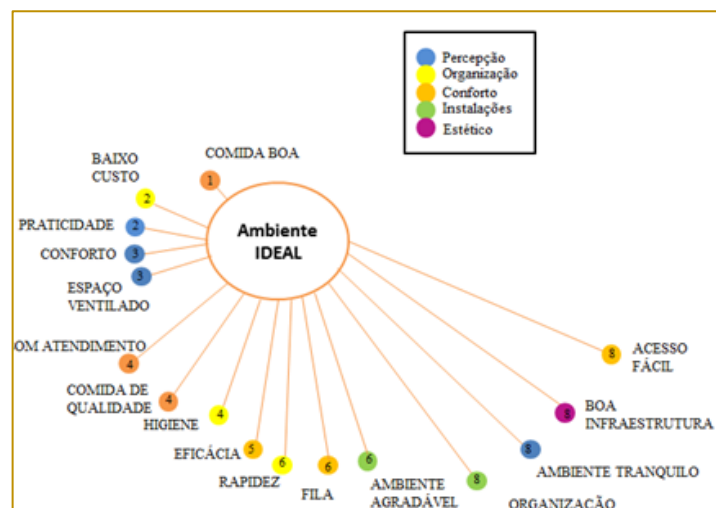 Percepção
Organização
Conforto
Instalações
Estético
COMIDA BOA
1
BAIXO
CUSTO
2
PRATICIDADE
2
CONFORTO
3
ESPAÇO
VENTILADO
3
Ambiente
IDEAL
OM ATENDIMENTO
4
COMIDA DE
QUALIDADE
4
HIGIENE
4
EFICÁCIA
5
RAPIDEZ
6
FILA
6
AMBIENTE
AGRADÁVEL
6
ORGANIZAÇÃO
8
AMBIENTE TRANQUILO
8
BOA
INFRAESTRUTURA
8
ACESSO
FÁCIL
8